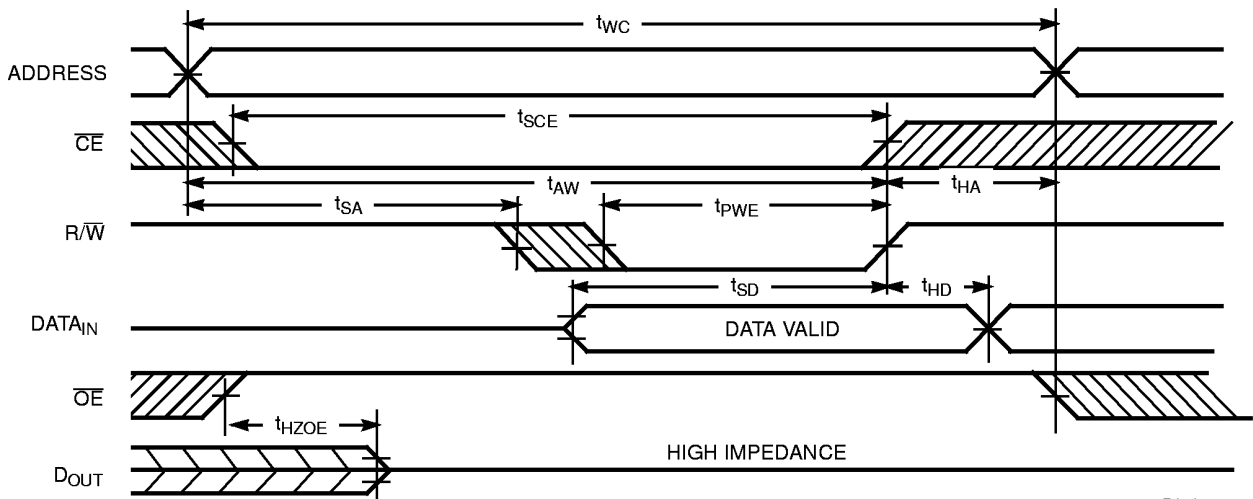 tWC
ADDRESS
tSCE
CE
tAW
tHA
tSA
tPWE
R/W
tSD
tHD
DATAIN
DATA VALID
OE
tHZOE
HIGH IMPEDANCE
DOUT